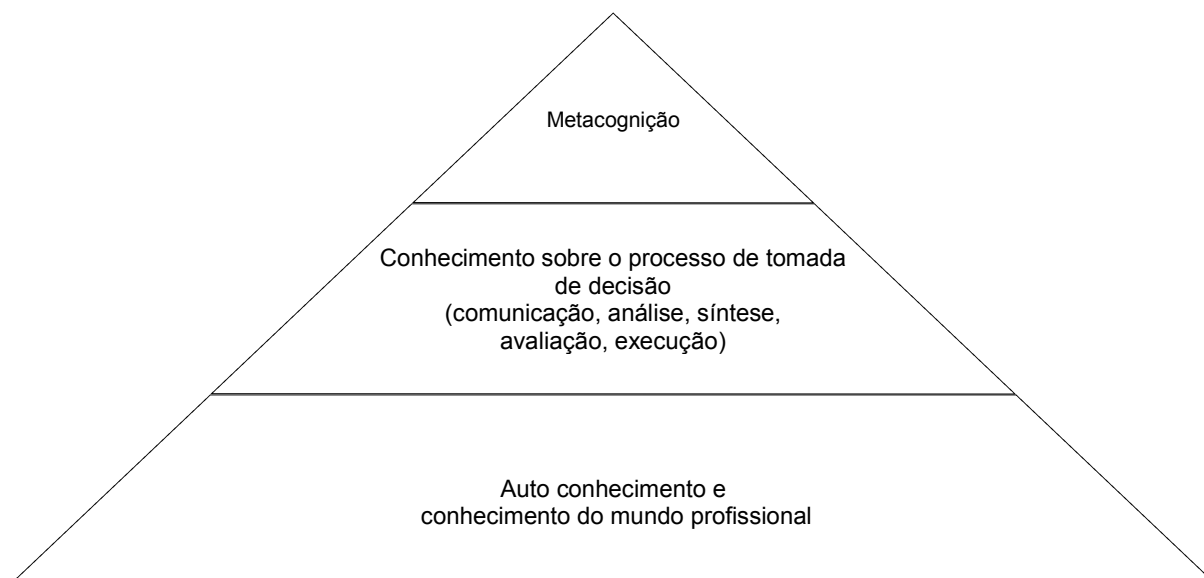 Metacognição
Conhecimento sobre o processo de tomada
de decisão
(comunicação, análise, síntese,
avaliação, execução)
Auto conhecimento e
conhecimento do mundo profissional